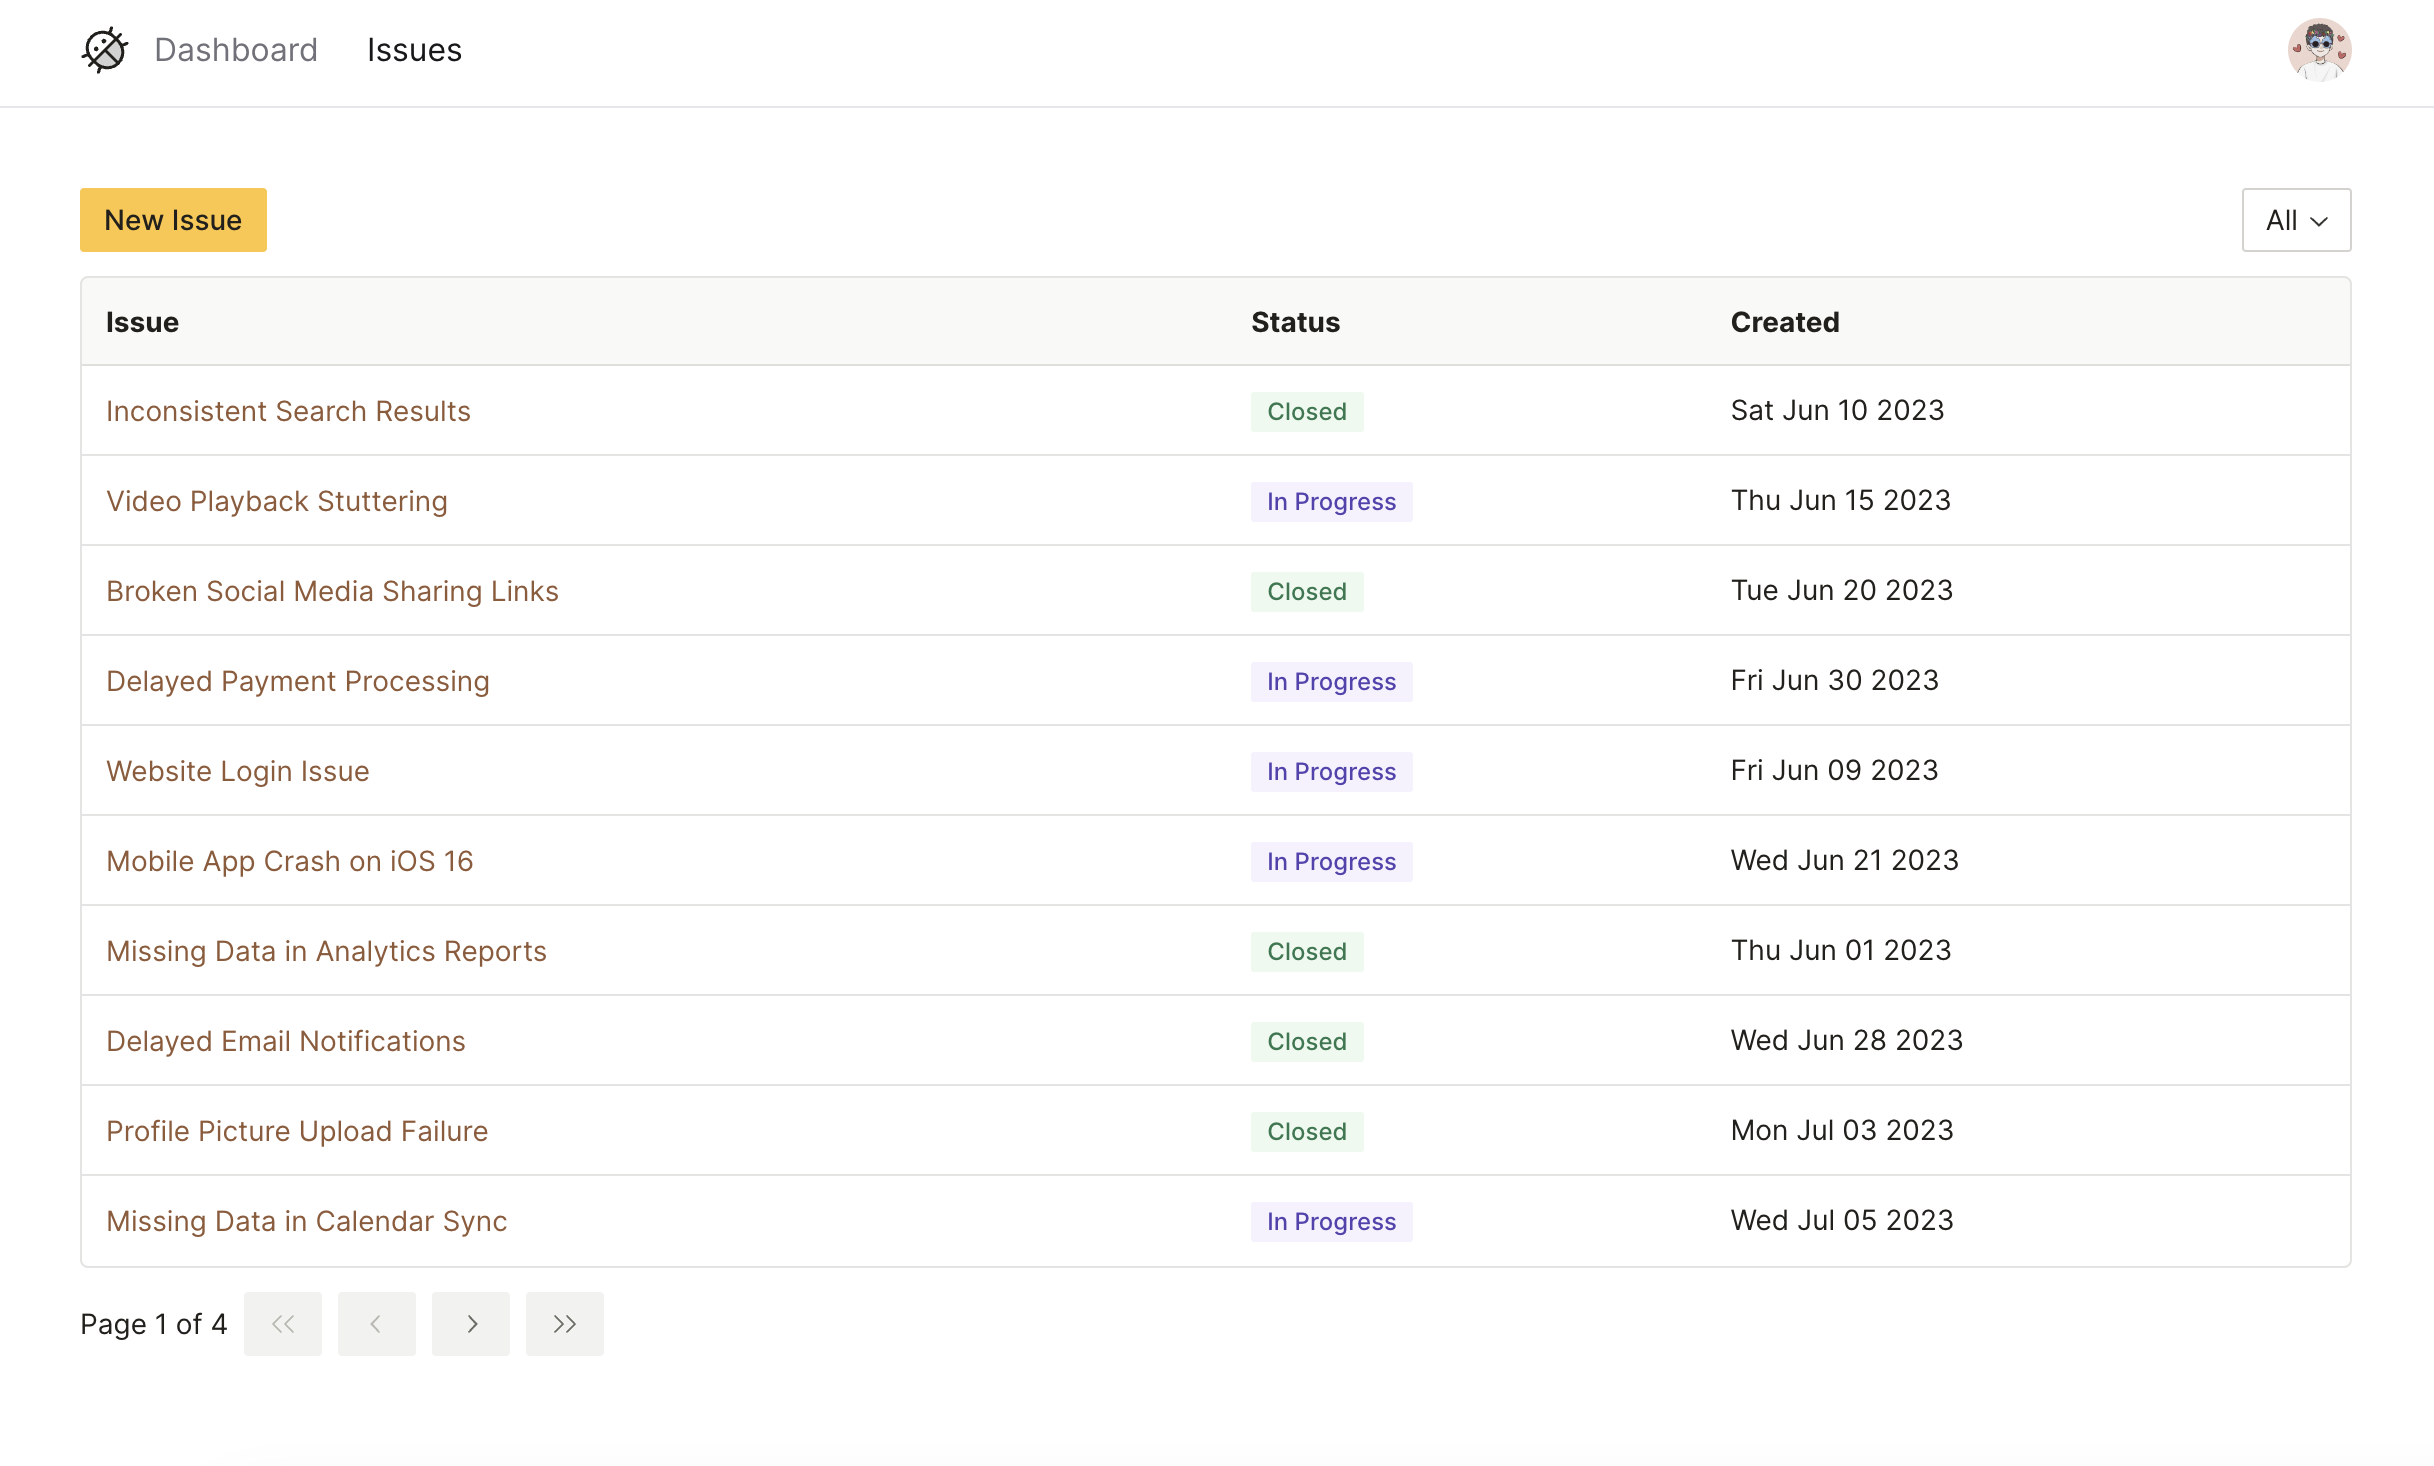 Dashboard Issues
New Issue
All
Issue Status Created
Inconsistent Search Results Closed Sat Jun 10 2023
Video Playback Stuttering In Progress Thu Jun 15 2023
Broken Social Media Sharing Links Closed Tue Jun 20 2023
Delayed Payment Processing In Progress Fri Jun 30 2023
Website Login Issue In Progress Fri Jun 09 2023
Mobile App Crash on iOS 16 In Progress Wed Jun 21 2023
Missing Data in Analytics Reports Closed Thu Jun 01 2023
Delayed Email Notifications Closed Wed Jun 28 2023
Profile Picture Upload Failure Closed Mon Jul 03 2023
Missing Data in Calendar Sync In Progress Wed Jul 05 2023
Page 1 of 4